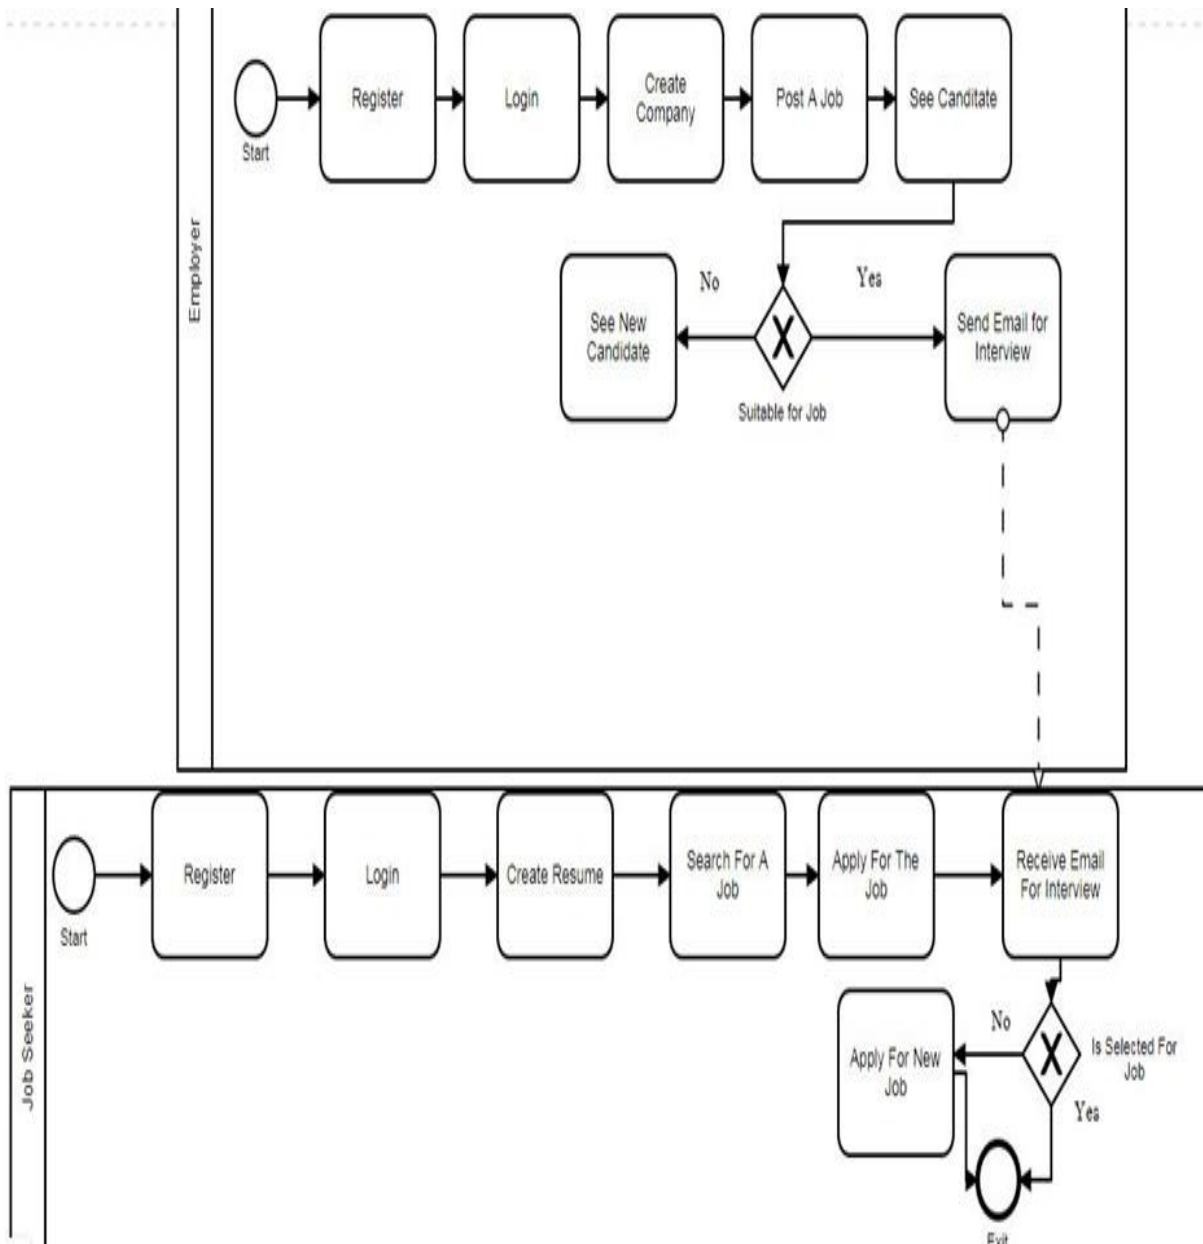 Register
Login
Create
Company
Post A Job
See Canditate
Start
Employer
No
Yes
See New
Candidate
Send Email for
Interview
Suitable for Job
Register
Login
Create Resume
Search For A
Job
Apply For The
Job
Receive Email
For Interview
Start
Job Seeker
No
Apply For New
Job
Is Selected For
Job
Yes
Exit